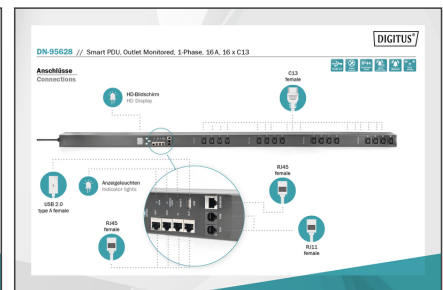 DIGITUS®
DN-95628 // Smart PDU, Outlet Monitored, 1-Phase, 16 A, 16 x C13
Anschlüsse
Connections
C13
female
HD-Bildschirm
HD Display
USB 2.0
type A female
Anzeigeleuchten
Indicator lights
RJ45
female
RJ45
female
RJ11
female